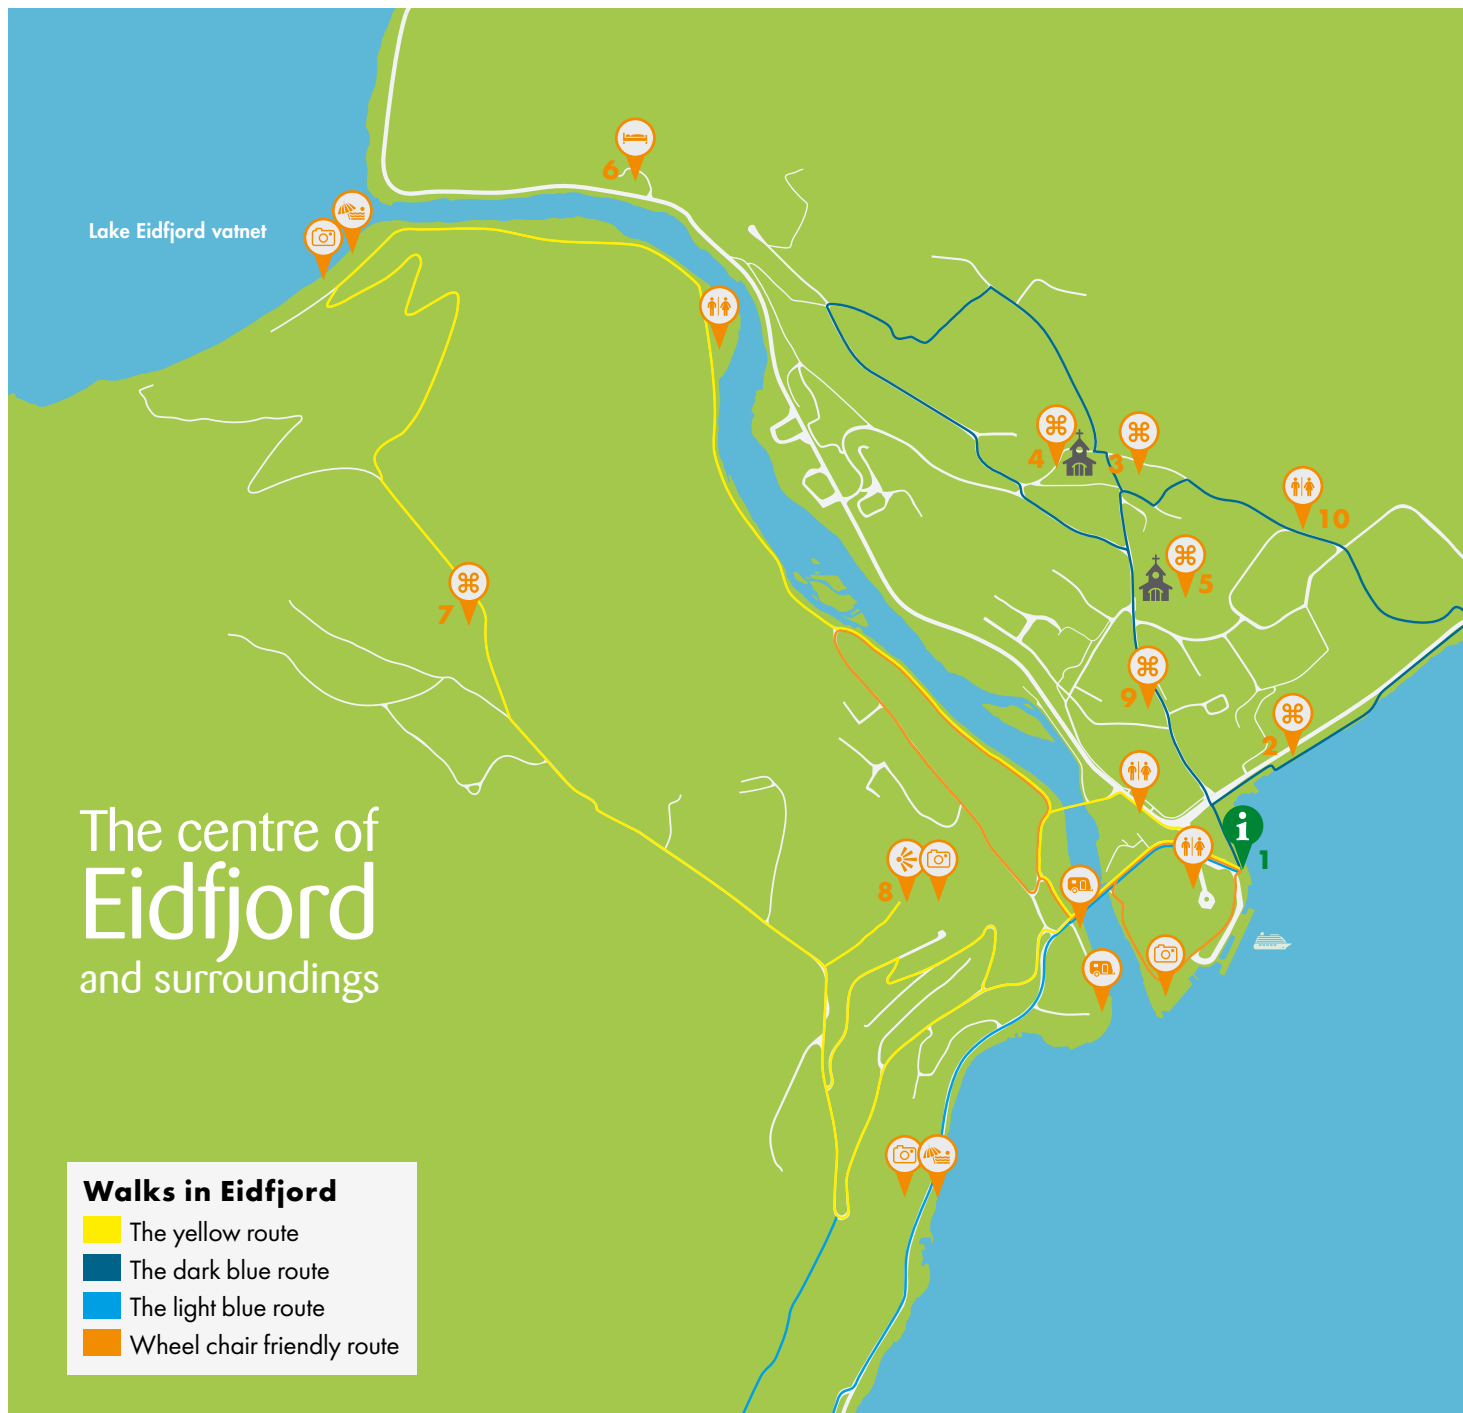 6
Lake Eidfjord vatnet
4
3
10
5
7
9
2
The centre of
Eidfjord
and surroundings
i
1
8
Walks in Eidfjord
The yellow route
The dark blue route
The light blue route
Wheel chair friendly route